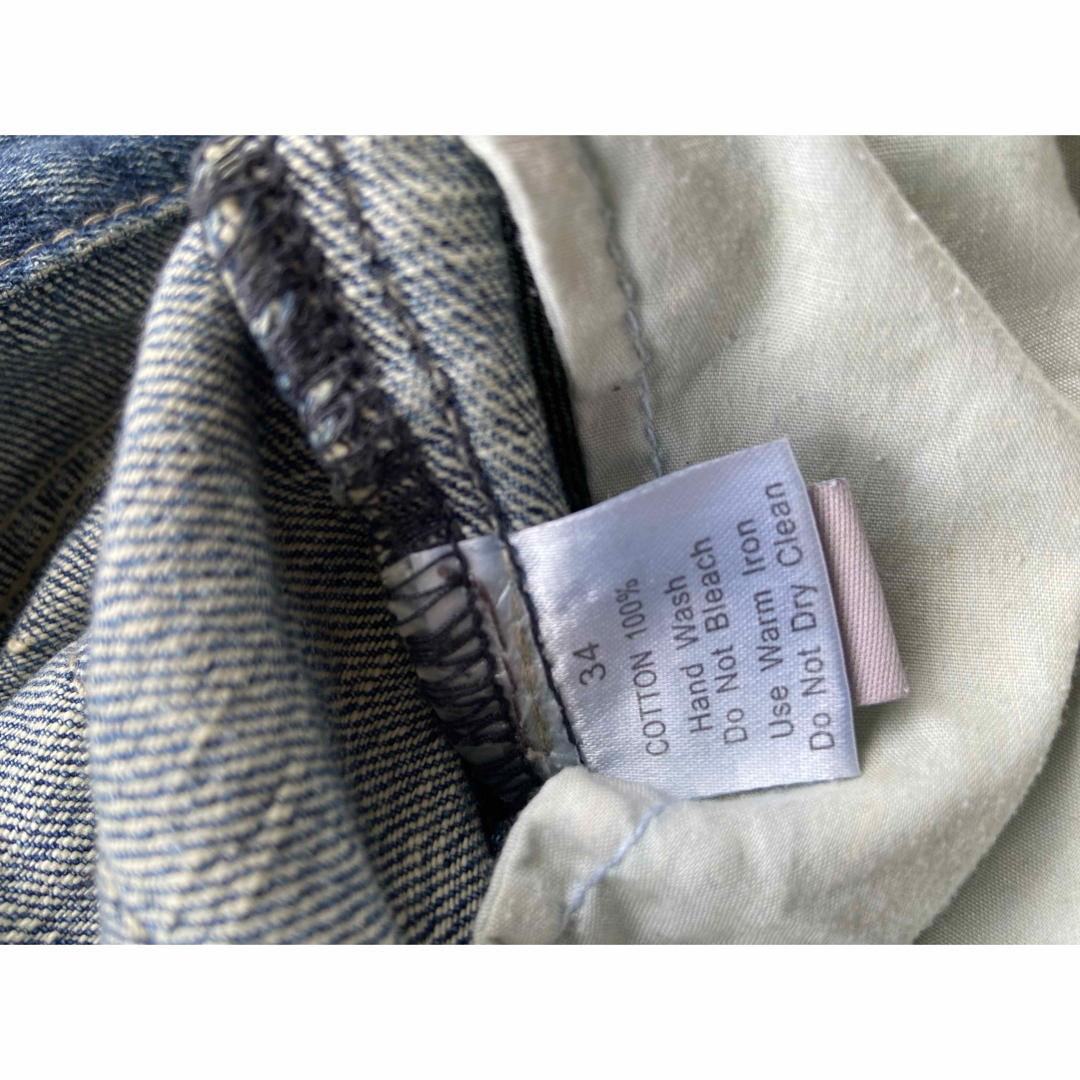 34
COTTON 100%
Hand Wash
Do Not Bleach
Use Warm Iron
Do Not Dry Clean